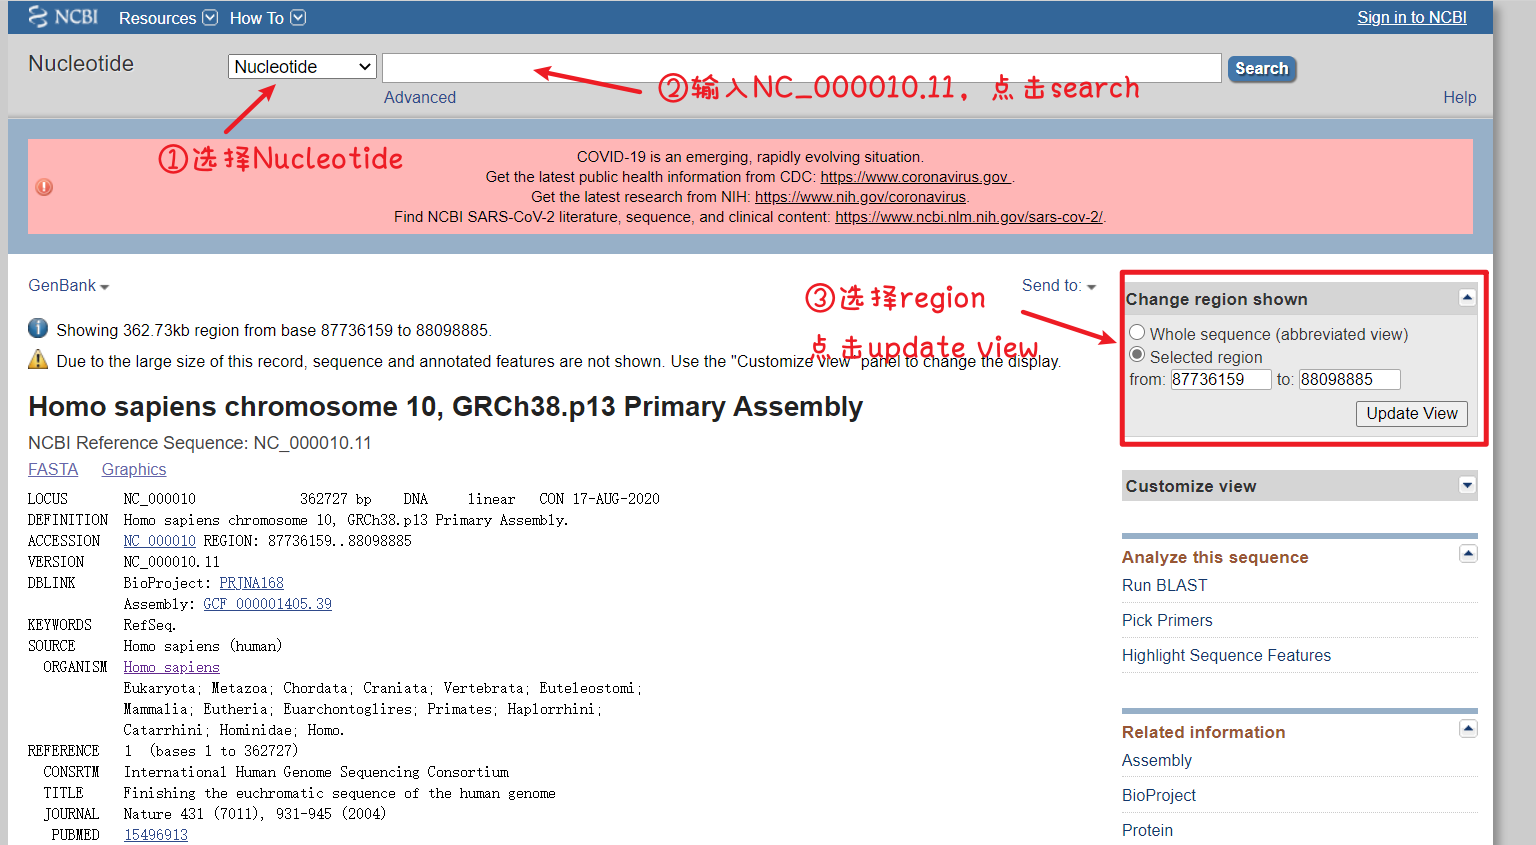 NCBI Resources How To Sign in to NCBI
Nucleotide Nucleotide Search
②输入NC_000010.11，点击search
Advanced Help
①选择Nucleotide
COVID-19 is an emerging, rapidly evolving situation.
Get the latest public health information from CDC: https://www.coronavirus.gov .
Get the latest research from NIH: https://www.nih.gov/coronavirus.
Find NCBI SARS-CoV-2 literature, sequence, and clinical content: https://www.ncbi.nlm.nih.gov/sars-cov-2/.
GenBank Send to:
③选择region
点击update view
Showing 362.73kb region from base 87736159 to 88098885.
Due to the large size of this record, sequence and annotated features are not shown. Use the "Customize view" panel to change the display.
Homo sapiens chromosome 10, GRCh38.p13 Primary Assembly
NCBI Reference Sequence: NC_000010.11
FASTA Graphics
LOCUS NC_000010 362727 bp DNA linear CON 17-AUG-2020
DEFINITION Homo sapiens chromosome 10, GRCh38.p13 Primary Assembly.
ACCESSION NC_000010 REGION: 87736159..88098885
VERSION NC_000010.11
DBLINK BioProject: PRJNA168
Assembly: GCF_000001405.39
KEYWORDS RefSeq.
SOURCE Homo sapiens (human)
ORGANISM Homo sapiens
Eukaryota; Metazoa; Chordata; Craniata; Vertebrata; Euteleostomi;
Mammalia; Eutheria; Euarchontoglires; Primates; Haplorrhini;
Catarrhini; Hominidae; Homo.
REFERENCE 1 (bases 1 to 362727)
CONSRTM International Human Genome Sequencing Consortium
TITLE Finishing the euchromatic sequence of the human genome
JOURNAL Nature 431 (7011), 931-945 (2004)
PUBMED 15496913
Change region shown
Whole sequence (abbreviated view)
Selected region
from: 87736159 to: 88098885
Update View
Customize view
Analyze this sequence
Run BLAST
Pick Primers
Highlight Sequence Features
Related information
Assembly
BioProject
Protein